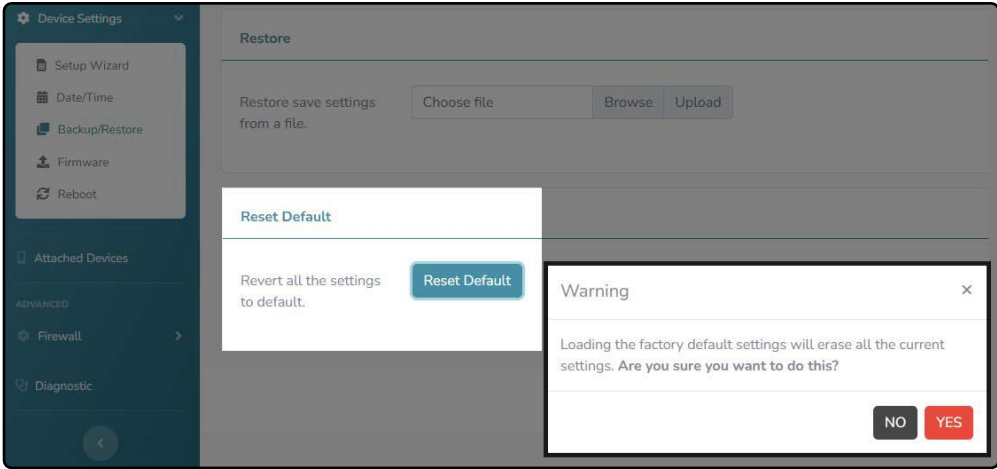 Device Settings
Setup Wizard
Date/Time
Backup/Restore
Firmware
Reboot
Attached Devices
ADVANCED
Firewall
Diagnostic
Restore
Restore save settings
from a file.
Choose file
Browse
Upload
Reset Default
Revert all the settings
to default.
Reset Default
Warning
Loading the factory default settings will erase all the current
settings. Are you sure you want to do this?
NO
YES